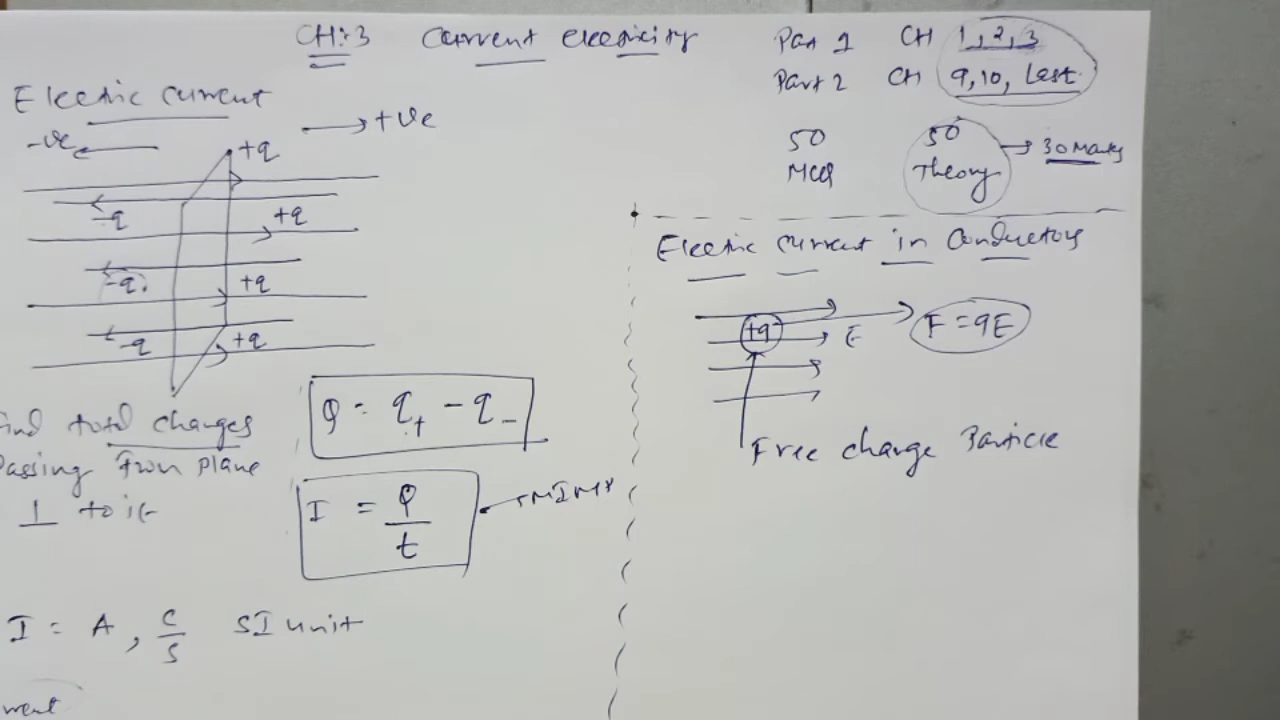 CH:3 Current electricity
Part 1 CH 1,2,3
Part 2 CH 9,10, Last
50 MCQ
50 Theory → 30 Marks
Electric current
-ve
+ve
+q
-q +q
-q +q
-q +q
Find total charges
Passing From plane
⊥ to it
Q = q₊ - q₋
I = Q/t
I = A, C/S SI unit
Electric current in Conductors
+q E F = qE
Free charge Particle